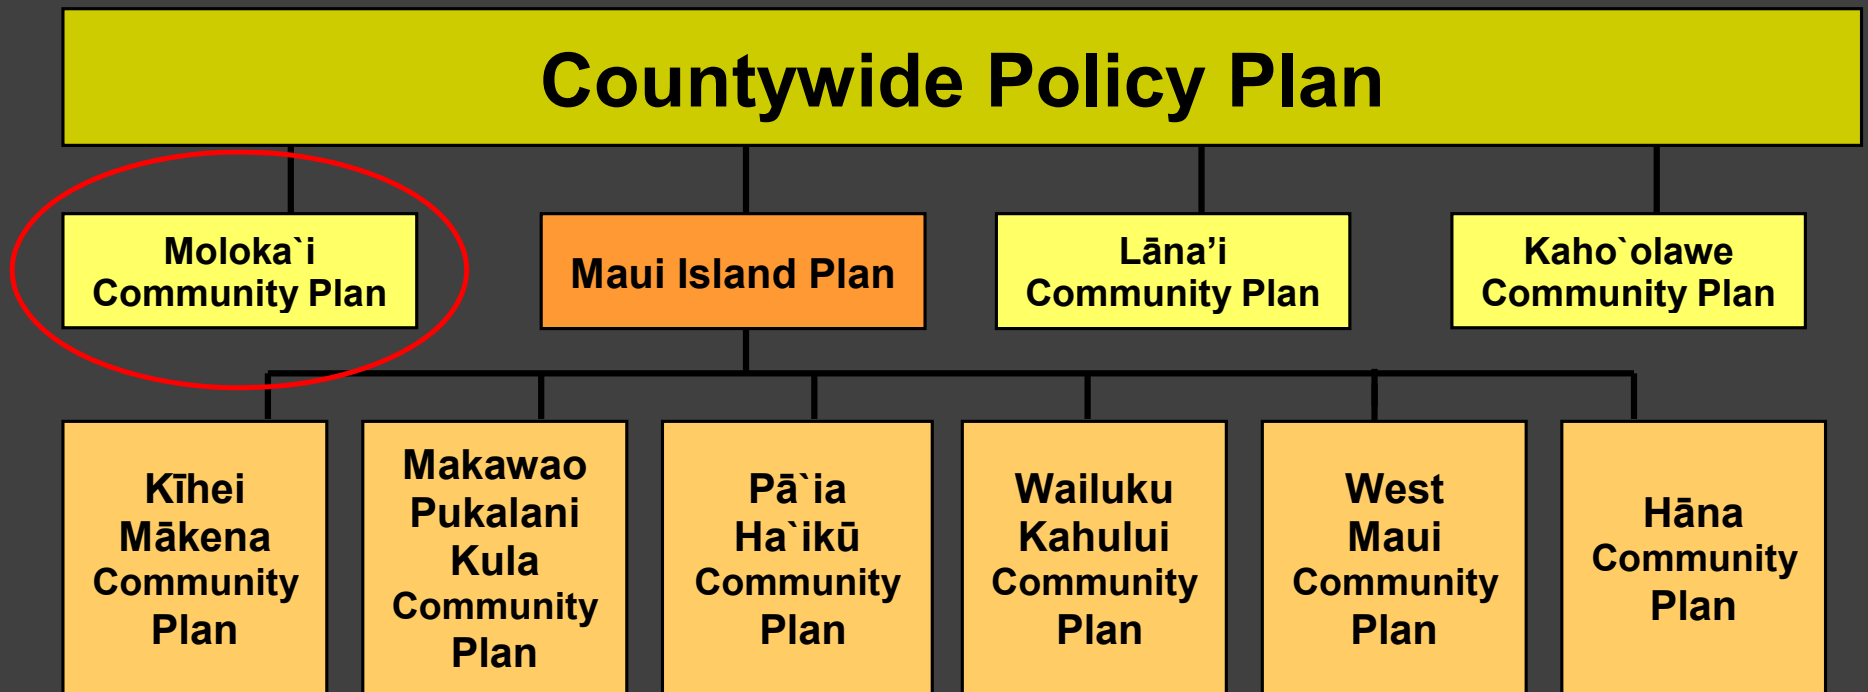 Countywide Policy Plan
Moloka`i
Community Plan
Maui Island Plan
Lāna’i
Community Plan
Kaho`olawe
Community Plan
Kīhei
Mākena
Community
Plan
Makawao
Pukalani
Kula
Community
Plan
Pā`ia
Ha`ikū
Community
Plan
Wailuku
Kahului
Community
Plan
West
Maui
Community
Plan
Hāna
Community
Plan